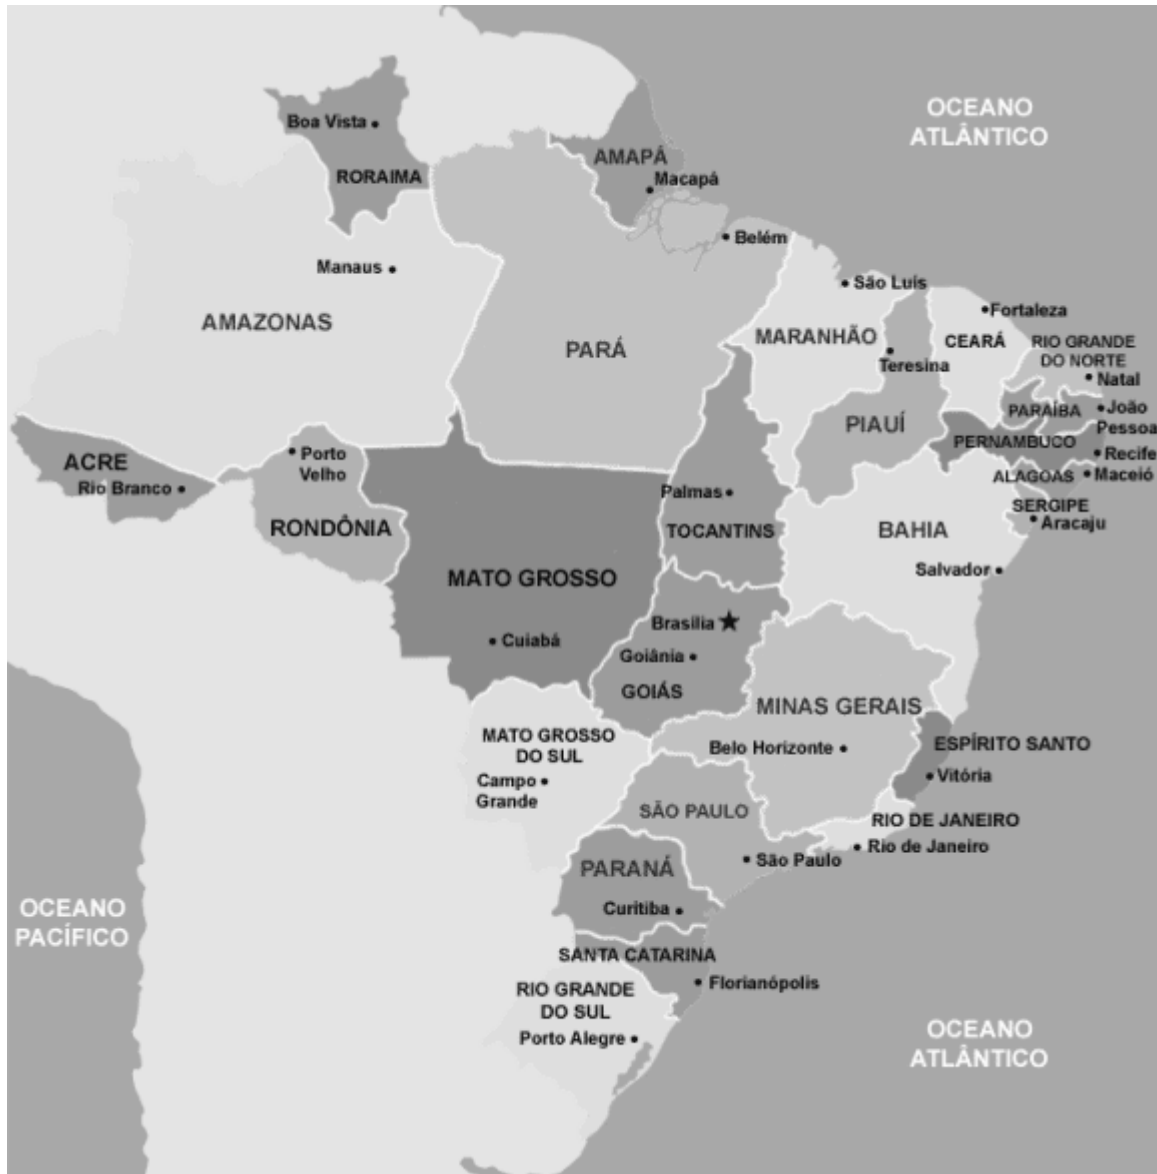 OCEANO
ATLÂNTICO
Boa Vista
RORAIMA
AMAPÁ
Macapá
Belém
Manaus
AMAZONAS
PARÁ
São Luís
MARANHÃO
Teresina
Fortaleza
CEARÁ
RIO GRANDE
DO NORTE
Natal
PIAUÍ
PARAÍBA
João
Pessoa
PERNAMBUCO
Recife
ALAGOAS
Maceió
SERGIPE
Aracaju
ACRE
Rio Branco
Porto
Velho
RONDÔNIA
Palmas
TOCANTINS
BAHIA
Salvador
MATO GROSSO
Cuiabá
Brasília
Goiânia
GOIÁS
MINAS GERAIS
Belo Horizonte
ESPÍRITO SANTO
Vitória
MATO GROSSO
DO SUL
Campo
Grande
SÃO PAULO
São Paulo
RIO DE JANEIRO
Rio de Janeiro
PARANÁ
Curitiba
OCEANO
PACÍFICO
SANTA CATARINA
Florianópolis
RIO GRANDE
DO SUL
Porto Alegre
OCEANO
ATLÂNTICO